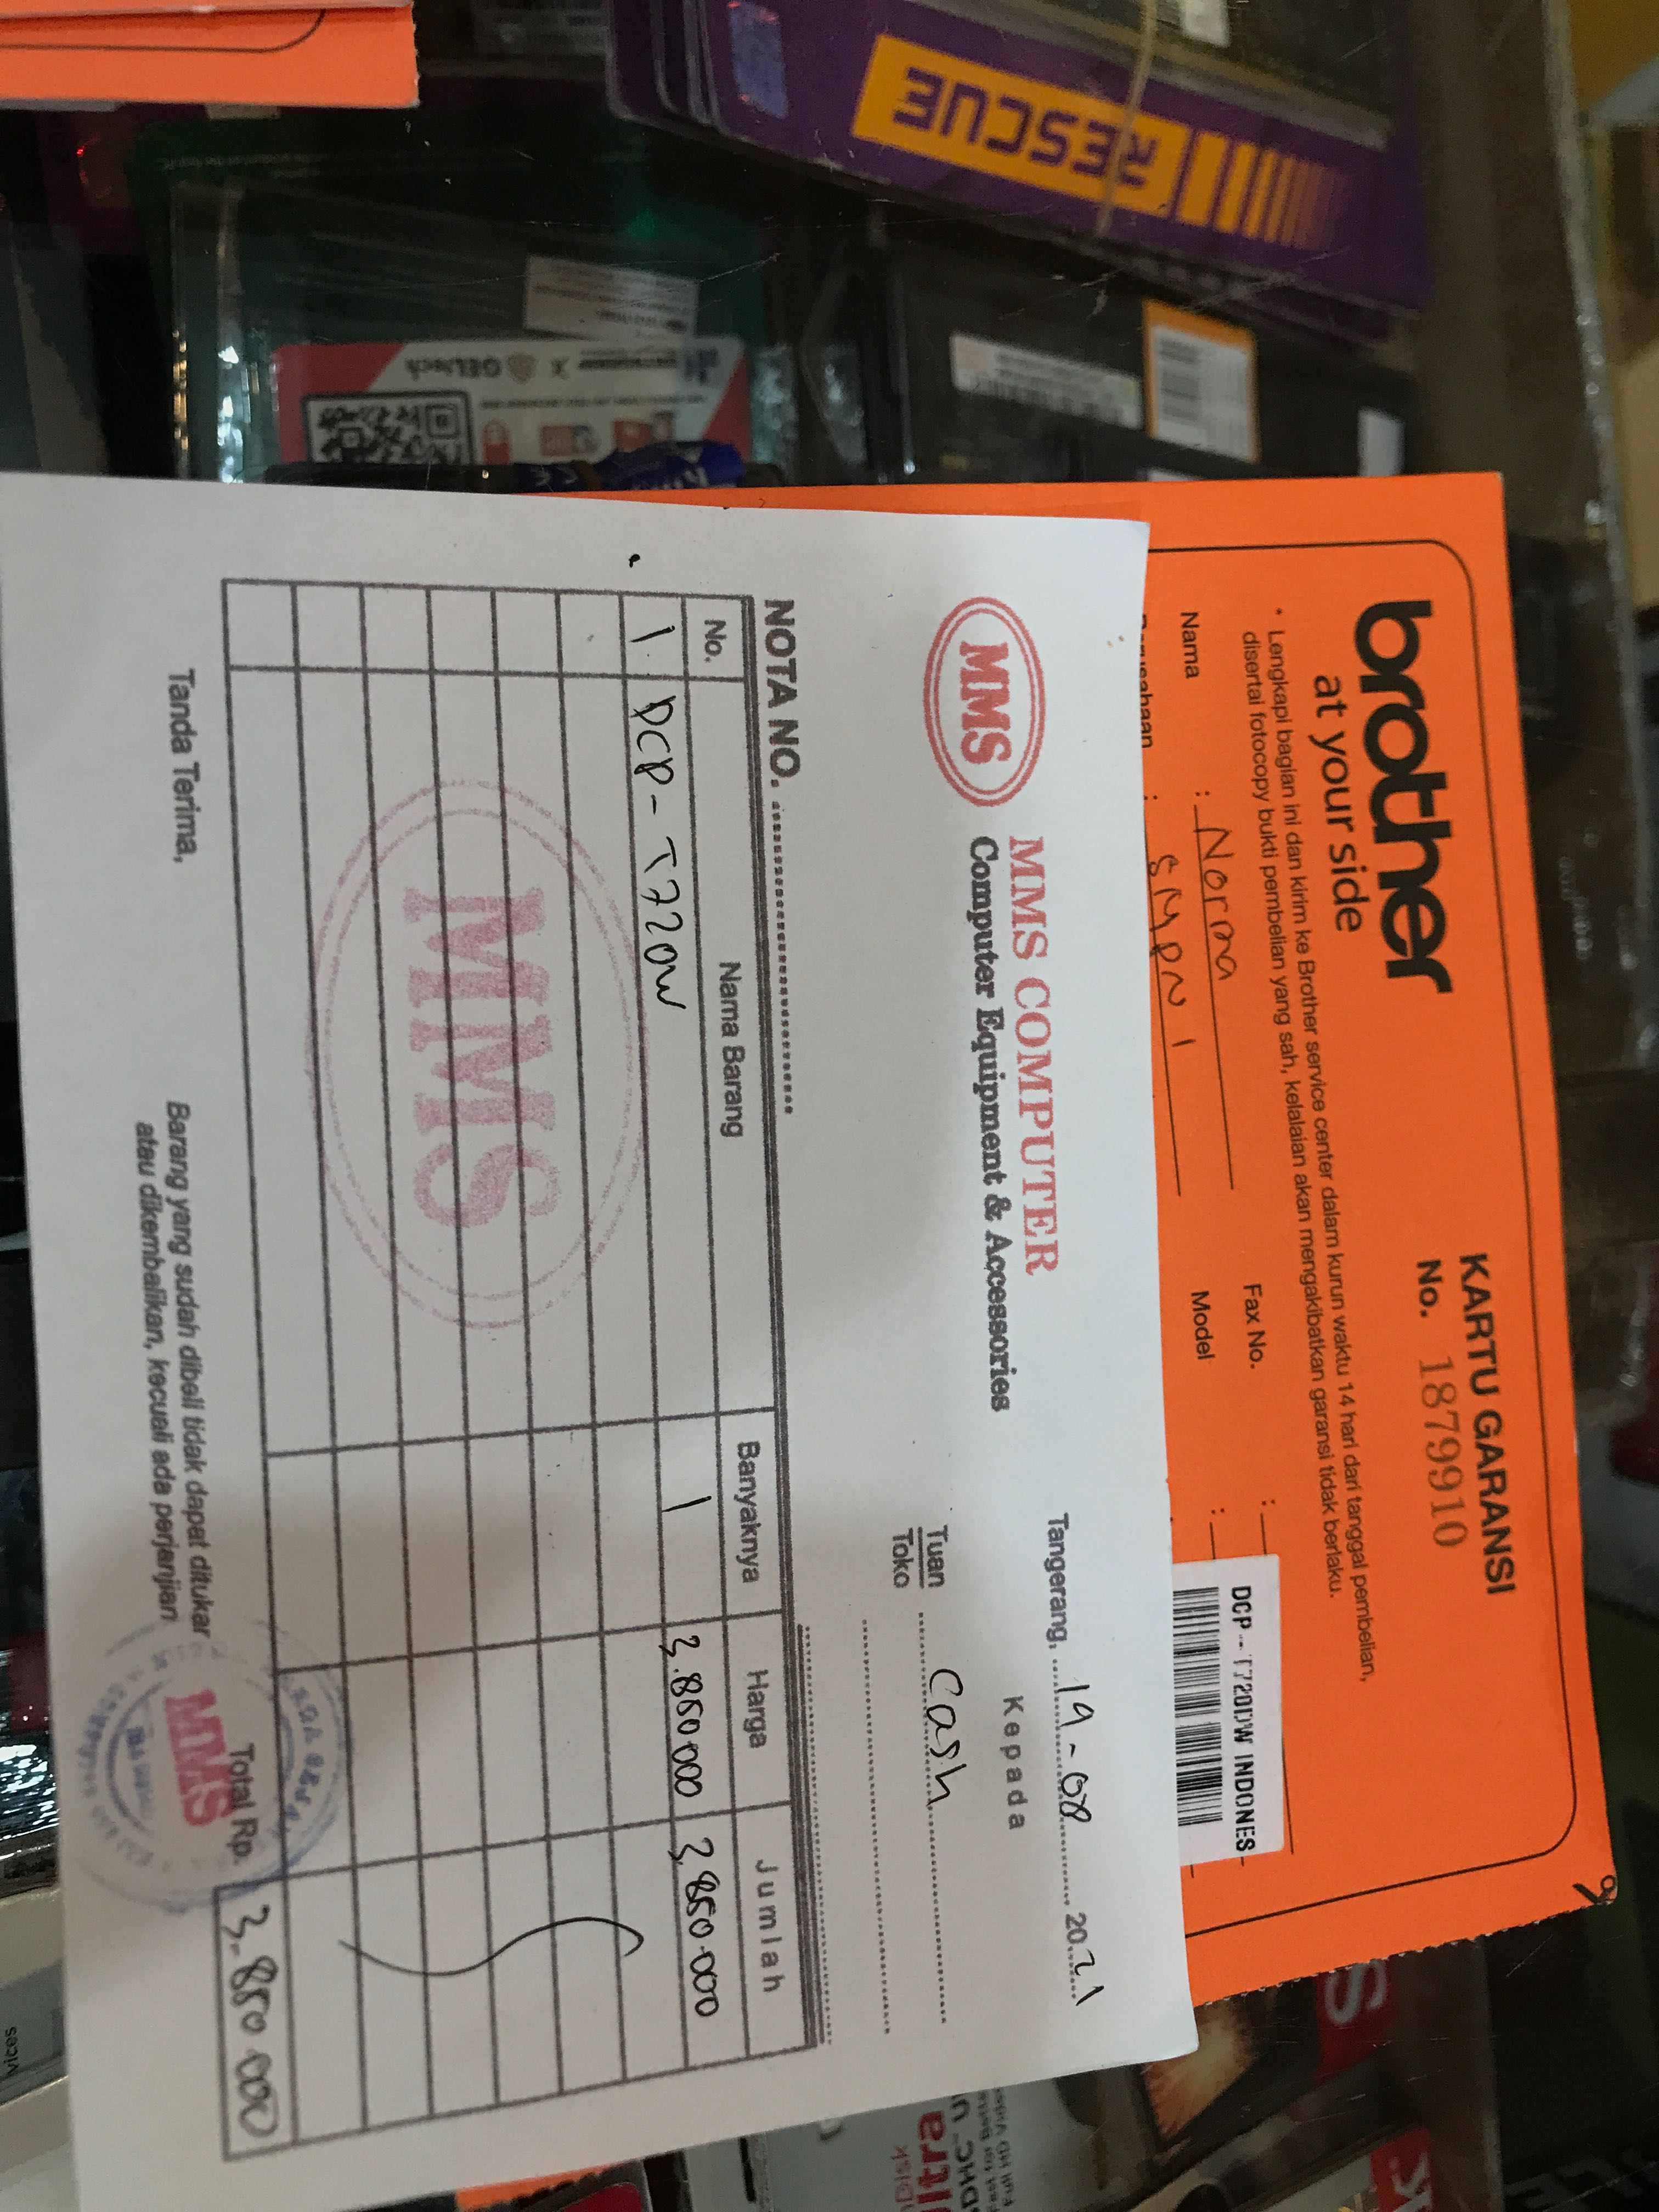 brother
at your side
KARTU GARANSI
No. 1879910
* Lengkapi bagian ini dan kirim ke Brother service center dalam kurun waktu 14 hari dari tanggal pembelian,
disertai fotocopy bukti pembelian yang sah, kelalaian akan mengakibatkan garansi tidak berlaku.
Nama : Norma
Fax No. :
Perusahaan : SMPN 1
Model :
DCP-T720DW INDONES
MMS
MMS COMPUTER
Computer Equipment & Accessories
Tangerang, 19-08 2021
Kepada
Tuan Cash
Toko
NOTA NO.
No. Nama Barang Banyaknya Harga Jumlah
1 DCP-T720W 1 3.850.000 3.850.000
MMS
Total Rp. 3.850.000
Tanda Terima,
Barang yang sudah dibeli tidak dapat ditukar
atau dikembalikan, kecuali ada perjanjian
MMS
RESCUE
GELtech